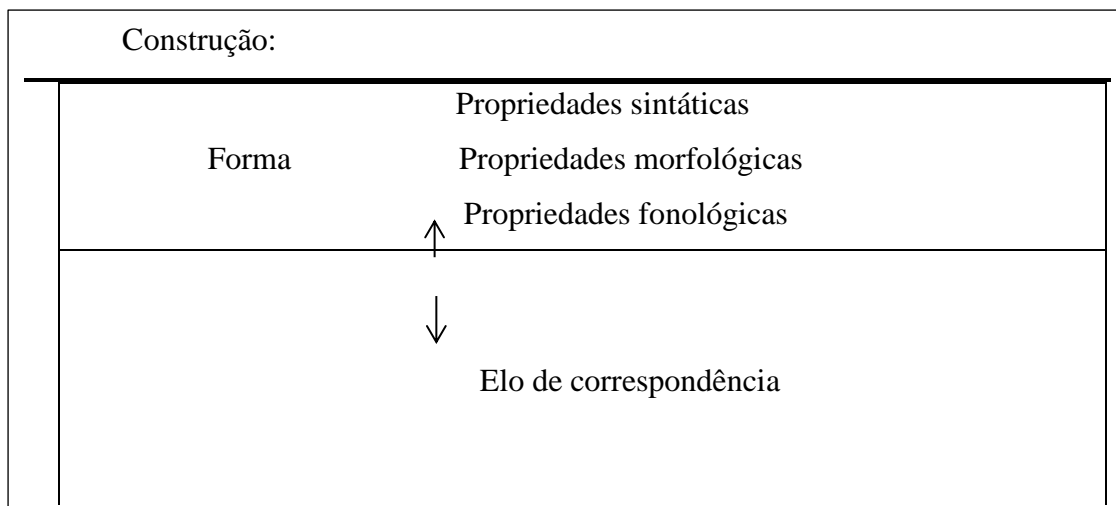 Construção:
Propriedades sintáticas
Forma Propriedades morfológicas
Propriedades fonológicas
Elo de correspondência